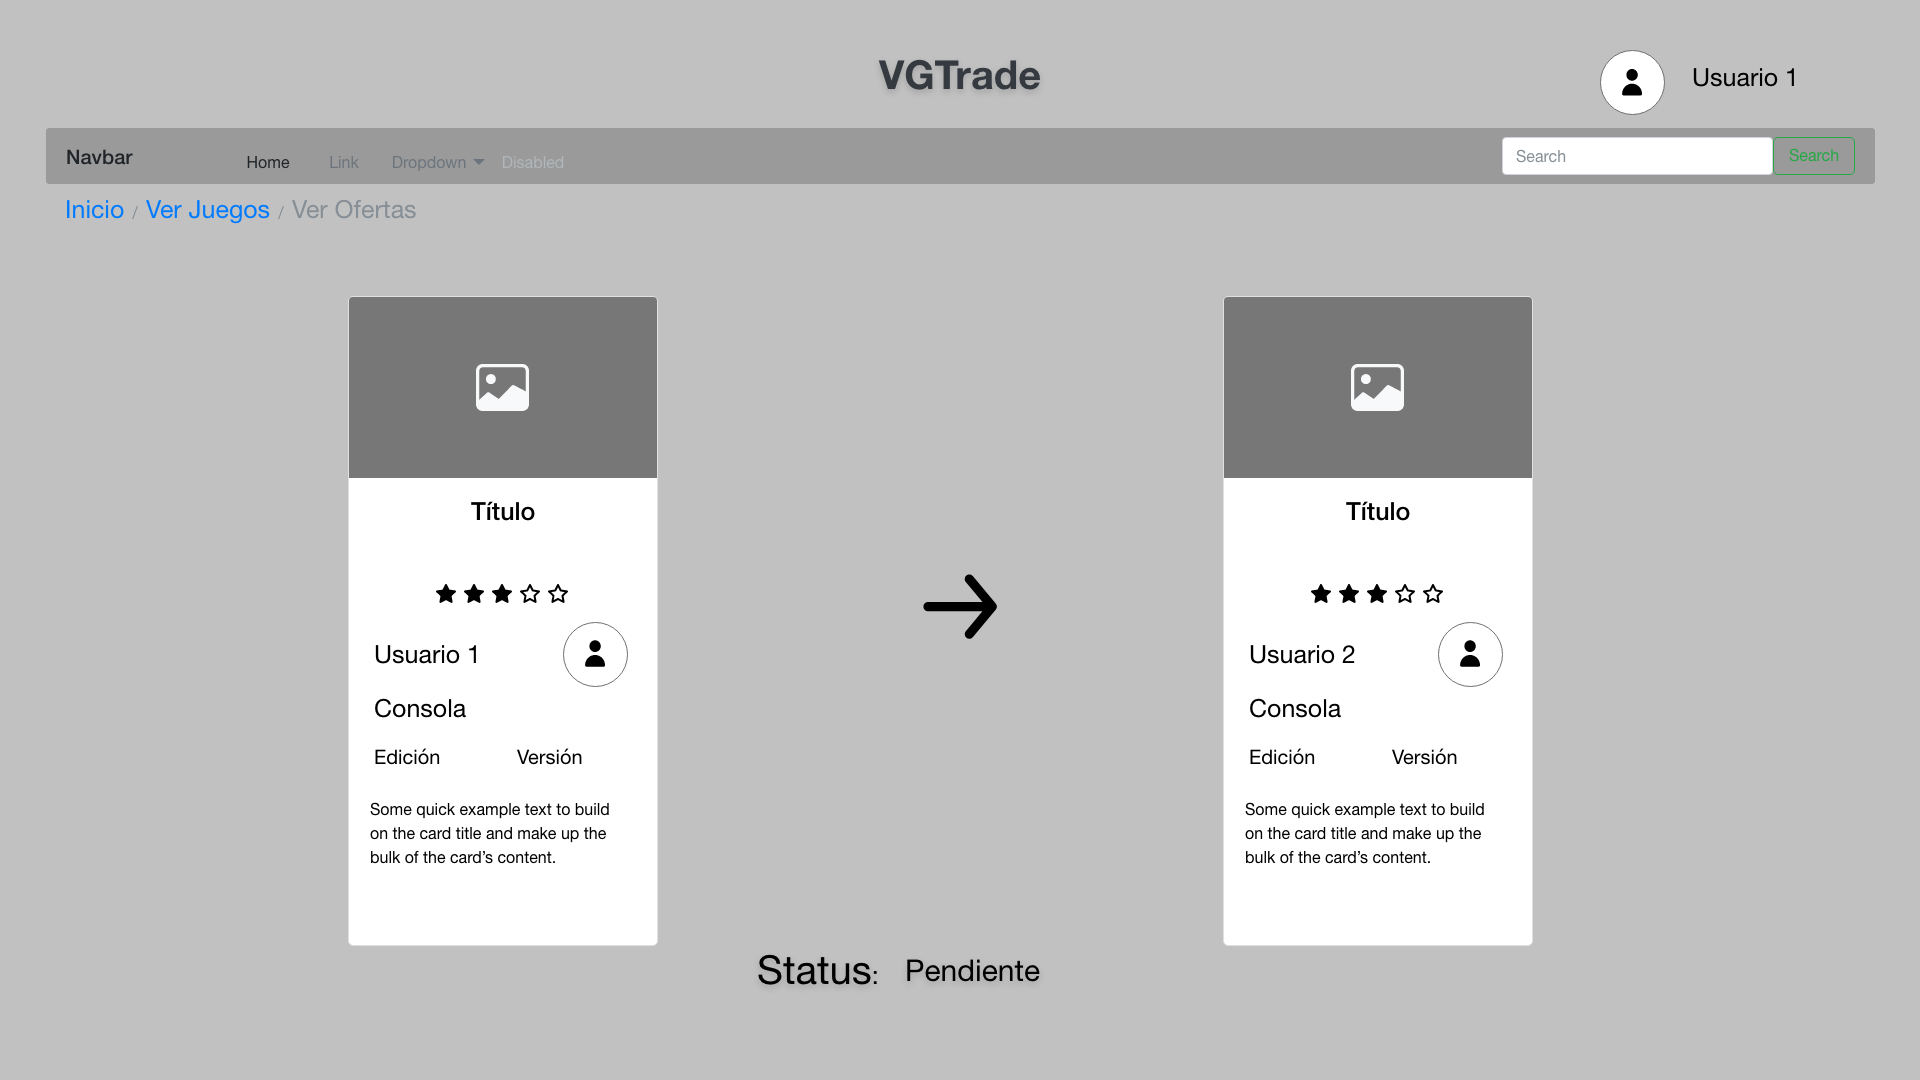 VGTrade
Usuario 1
Navbar Home Link Dropdown Disabled Search Search
Inicio / Ver Juegos / Ver Ofertas
Título
Usuario 1
Consola
Edición Versión
Some quick example text to build
on the card title and make up the
bulk of the card’s content.
Título
Usuario 2
Consola
Edición Versión
Some quick example text to build
on the card title and make up the
bulk of the card’s content.
Status: Pendiente